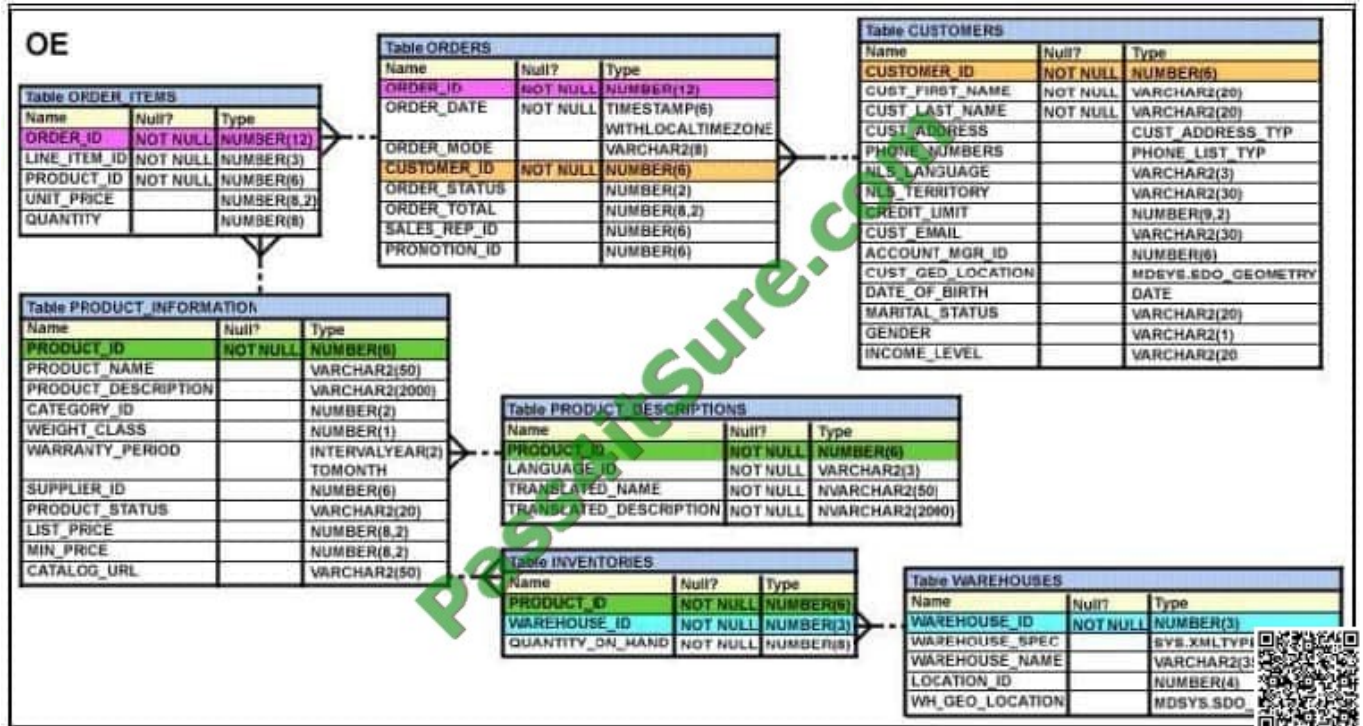 OE
Table ORDER_ITEMS
Name Null? Type
ORDER_ID NOT NULL NUMBER(12)
LINE_ITEM_ID NOT NULL NUMBER(3)
PRODUCT_ID NOT NULL NUMBER(6)
UNIT_PRICE NUMBER(8,2)
QUANTITY NUMBER(8)
Table ORDERS
Name Null? Type
ORDER_ID NOT NULL NUMBER(12)
ORDER_DATE NOT NULL TIMESTAMP(6)
WITHLOCALTIMEZONE
ORDER_MODE VARCHAR2(8)
CUSTOMER_ID NOT NULL NUMBER(6)
ORDER_STATUS NUMBER(2)
ORDER_TOTAL NUMBER(8,2)
SALES_REP_ID NUMBER(6)
PROMOTION_ID NUMBER(6)
Table CUSTOMERS
Name Null? Type
CUSTOMER_ID NOT NULL NUMBER(6)
CUST_FIRST_NAME NOT NULL VARCHAR2(20)
CUST_LAST_NAME NOT NULL VARCHAR2(20)
CUST_ADDRESS CUST_ADDRESS_TYP
PHONE_NUMBERS PHONE_LIST_TYP
NLS_LANGUAGE VARCHAR2(3)
NLS_TERRITORY VARCHAR2(30)
CREDIT_LIMIT NUMBER(9,2)
CUST_EMAIL VARCHAR2(30)
ACCOUNT_MGR_ID NUMBER(6)
CUST_GEO_LOCATION MDSYS.SDO_GEOMETRY
DATE_OF_BIRTH DATE
MARITAL_STATUS VARCHAR2(20)
GENDER VARCHAR2(1)
INCOME_LEVEL VARCHAR2(20
Table PRODUCT_INFORMATION
Name Null? Type
PRODUCT_ID NOT NULL NUMBER(6)
PRODUCT_NAME VARCHAR2(50)
PRODUCT_DESCRIPTION VARCHAR2(2000)
CATEGORY_ID NUMBER(2)
WEIGHT_CLASS NUMBER(1)
WARRANTY_PERIOD INTERVALYEAR(2)
TOMONTH
SUPPLIER_ID NUMBER(6)
PRODUCT_STATUS VARCHAR2(20)
LIST_PRICE NUMBER(8,2)
MIN_PRICE NUMBER(8,2)
CATALOG_URL VARCHAR2(50)
Table PRODUCT_DESCRIPTIONS
Name Null? Type
PRODUCT_ID NOT NULL NUMBER(6)
LANGUAGE_ID NOT NULL VARCHAR2(3)
TRANSLATED_NAME NOT NULL NVARCHAR2(50)
TRANSLATED_DESCRIPTION NOT NULL NVARCHAR2(2000)
Table INVENTORIES
Name Null? Type
PRODUCT_ID NOT NULL NUMBER(6)
WAREHOUSE_ID NOT NULL NUMBER(3)
QUANTITY_ON_HAND NOT NULL NUMBER(8)
Table WAREHOUSES
Name Null? Type
WAREHOUSE_ID NOT NULL NUMBER(3)
WAREHOUSE_SPEC SYS.XMLTYPE
WAREHOUSE_NAME VARCHAR2(3
LOCATION_ID NUMBER(4)
WH_GEO_LOCATION MDSYS.SDO_
Pass4itSure.com